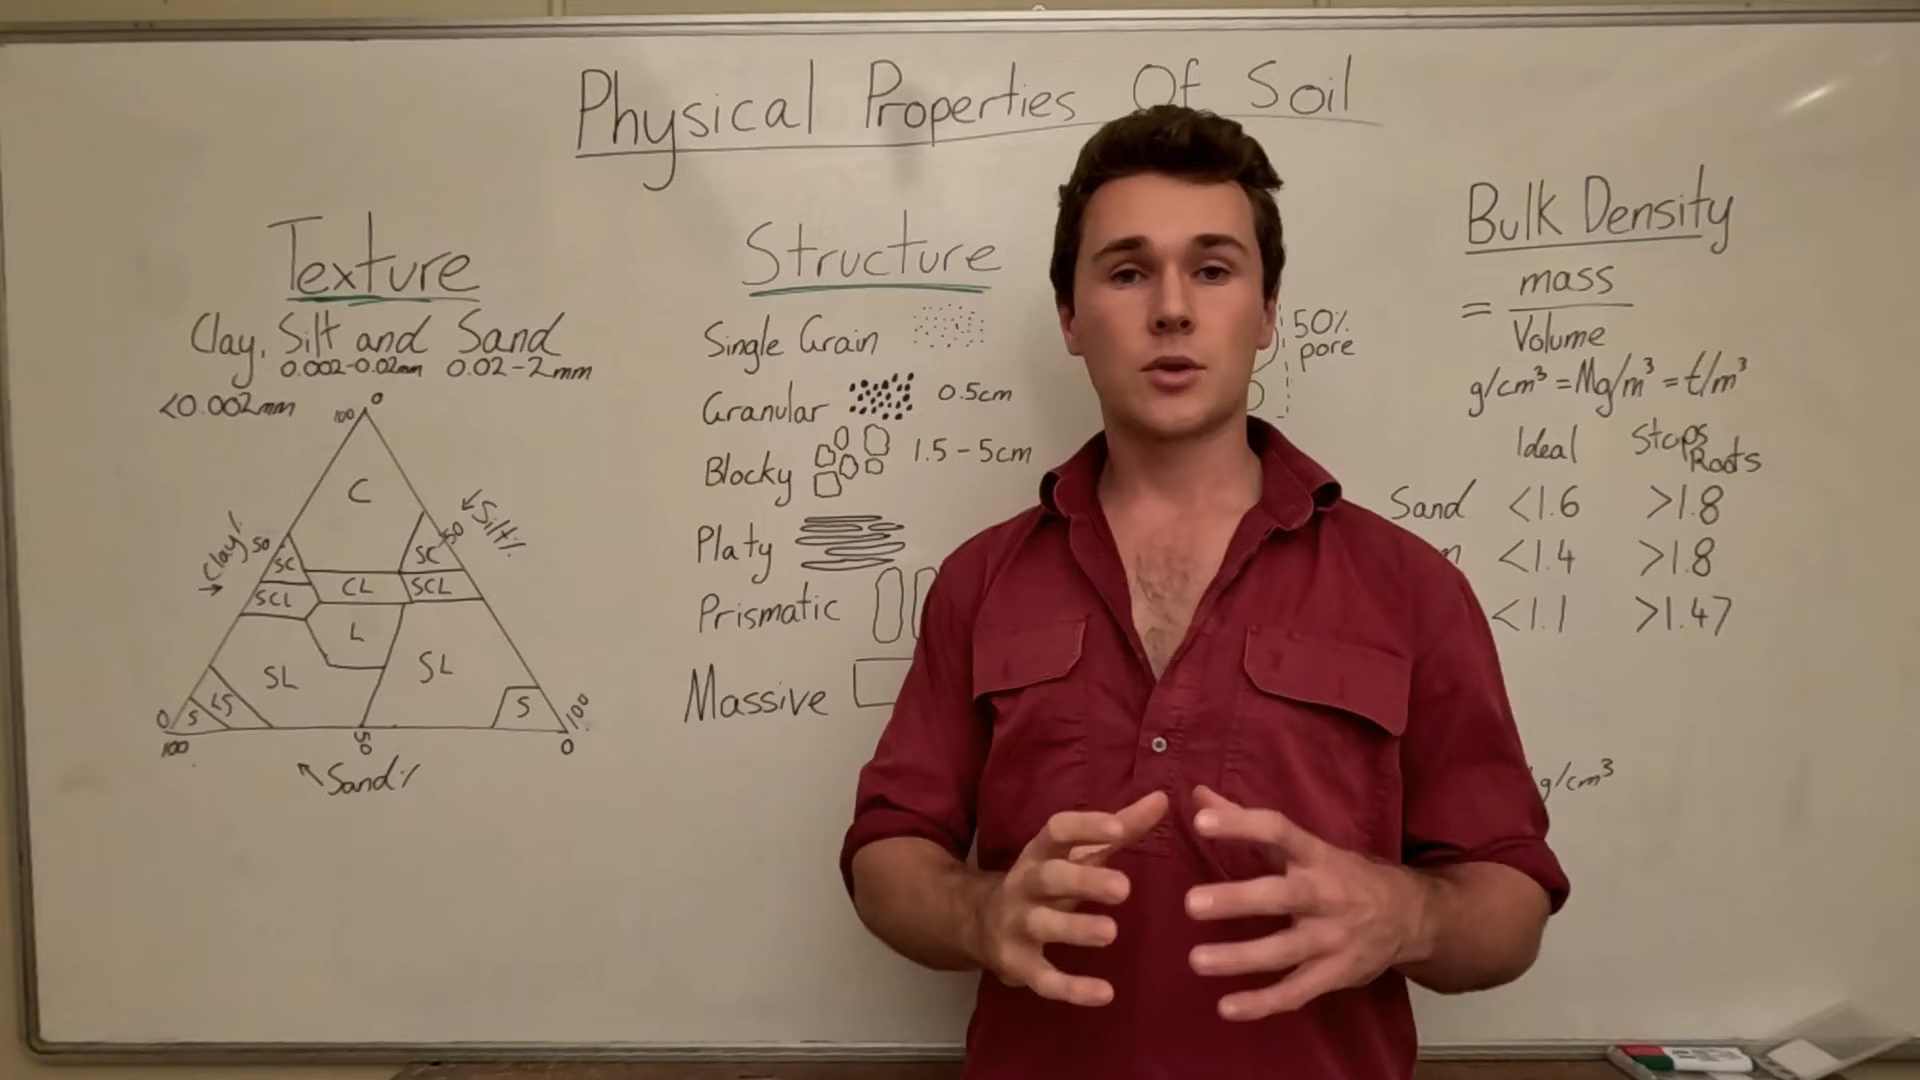 Physical Properties Of Soil
Texture
Clay, Silt and Sand
0.002-0.02mm 0.02-2mm
<0.002mm
100 0
C
→ Clay%
50
50
← Silt%
SC
SC
SCL
CL
SCL
L
SL
SL
S
LS
S
0
100
100
50
0
↖ Sand%
Structure
Single Grain
Granular 0.5cm
Blocky 1.5-5cm
Platy
Prismatic
Massive
50%
pore
Bulk Density
= mass
Volume
g/cm³ = Mg/m³ = t/m³
Ideal Stops
Roots
Sand <1.6 >1.8
<1.4 >1.8
<1.1 >1.47
g/cm³